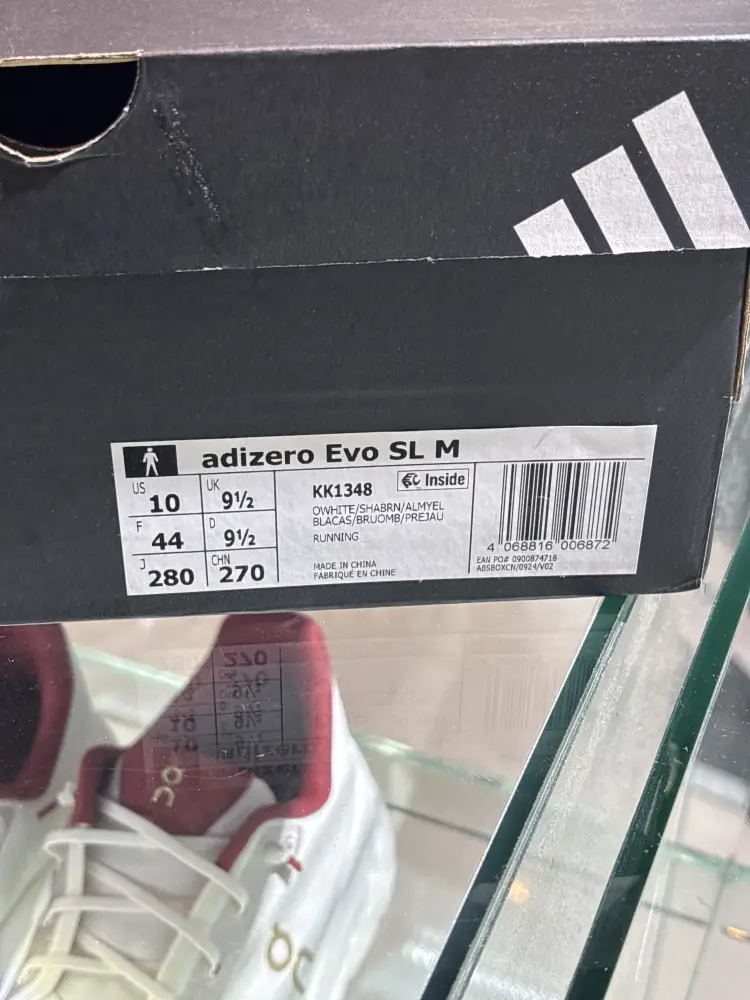 adizero Evo SL M
US 10 UK 9½
F 44 D 9½
J 280 CHN 270
KK1348 Inside
OWHITE/SHABRN/ALMYEL
BLACAS/BRUOMB/PREJAU
RUNNING
MADE IN CHINA
FABRIQUÉ EN CHINE
4 068816 006872
EAN PO# 0900874718
ABSBOXCN/0924/V02